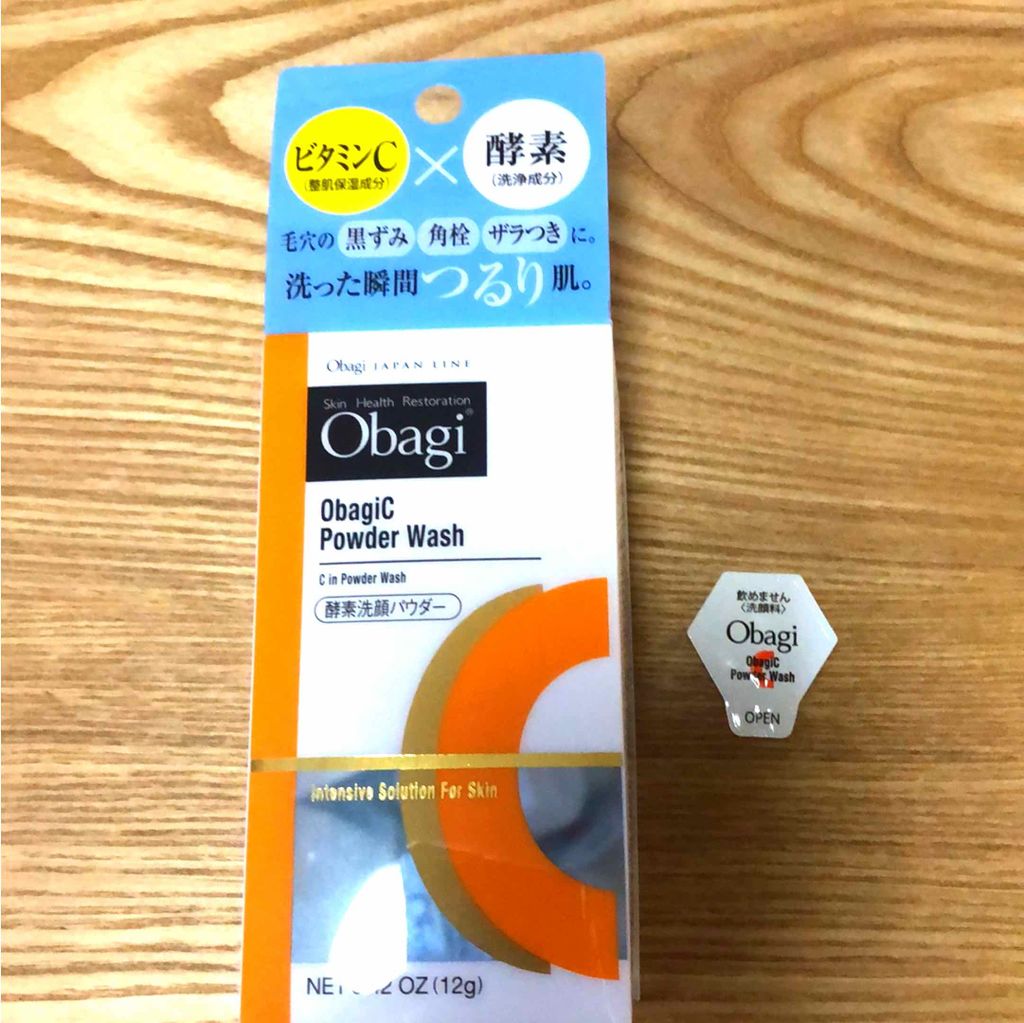 ビタミンC
(整肌保湿成分)
×
酵素
(洗浄成分)
毛穴の 黒ずみ 角栓 ザラつき に。
洗った瞬間つるり肌。
Obagi JAPAN LINE
Skin Health Restoration
Obagi®
ObagiC
Powder Wash
C in Powder Wash
酵素洗顔パウダー
C
Intensive Solution For Skin
NET OZ (12g)
飲めません
〈洗顔料〉
Obagi
ObagiC
Powder Wash
OPEN